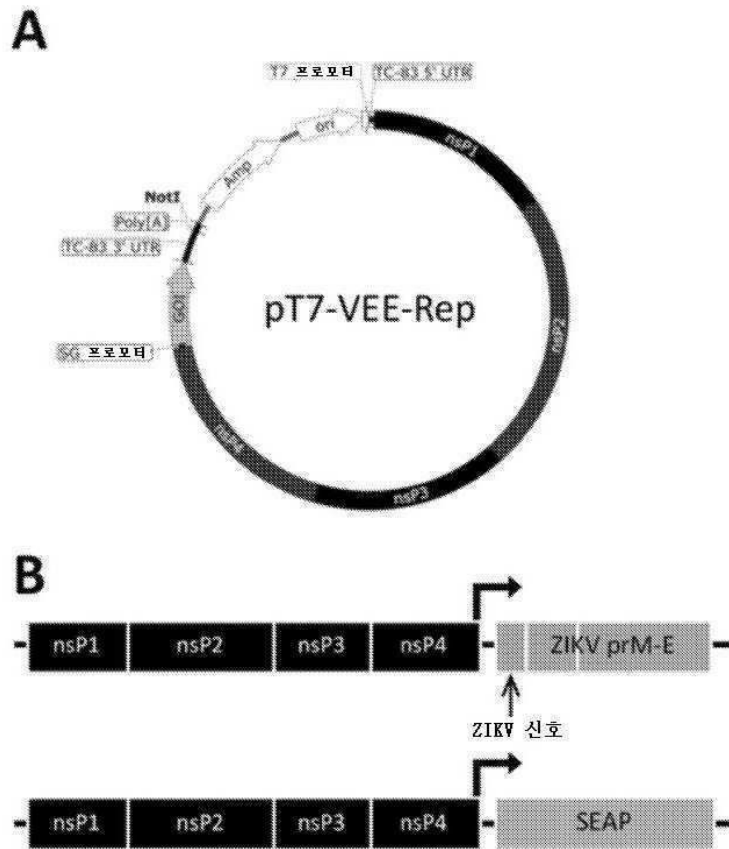 A
T7 프로모터
TC-83 5' UTR
ori
nsP1
Amp
NotI
Poly(A)
TC-83 3' UTR
GOI
pT7-VEE-Rep
nsP2
SG 프로모터
nsP4
nsP3
B
nsP1 nsP2 nsP3 nsP4 ZIKV prM-E
ZIKV 신호
nsP1 nsP2 nsP3 nsP4 SEAP